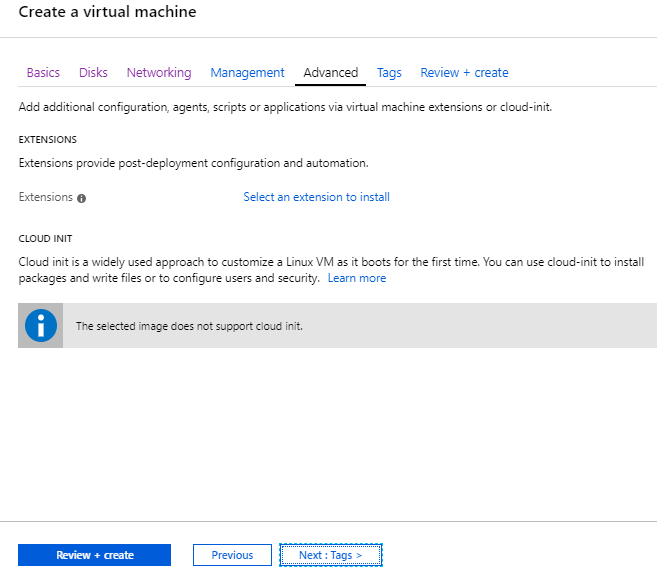 Create a virtual machine
Basics Disks Networking Management Advanced Tags Review + create
Add additional configuration, agents, scripts or applications via virtual machine extensions or cloud-init.
EXTENSIONS
Extensions provide post-deployment configuration and automation.
Extensions Select an extension to install
CLOUD INIT
Cloud init is a widely used approach to customize a Linux VM as it boots for the first time. You can use cloud-init to install
packages and write files or to configure users and security. Learn more
The selected image does not support cloud init.
Review + create Previous Next : Tags >